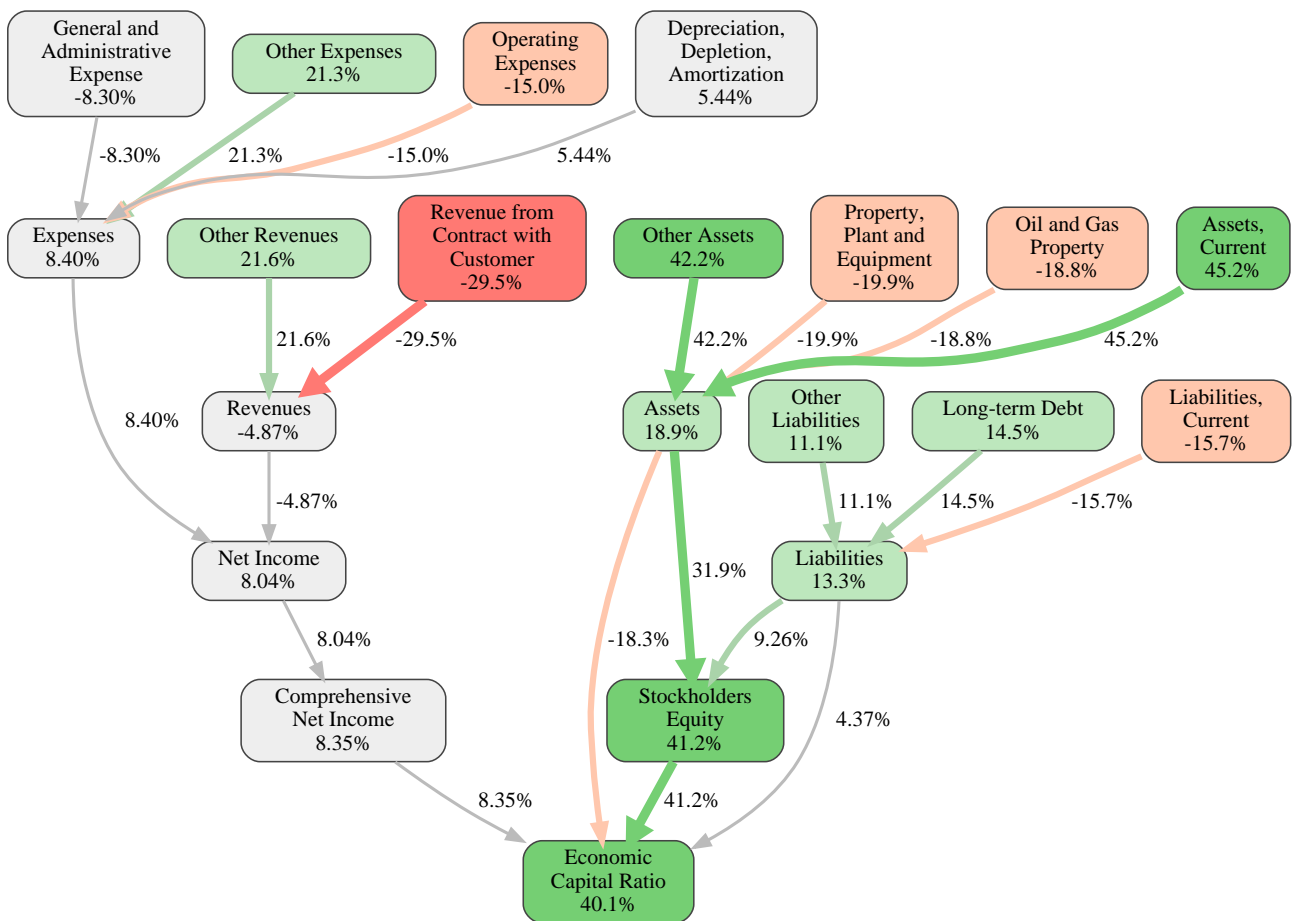 General and
Administrative
Expense
-8.30%
Other Expenses
21.3%
Operating
Expenses
-15.0%
Depreciation,
Depletion,
Amortization
5.44%
-8.30%
21.3%
-15.0%
5.44%
Expenses
8.40%
Other Revenues
21.6%
Revenue from
Contract with
Customer
-29.5%
Other Assets
42.2%
Property,
Plant and
Equipment
-19.9%
Oil and Gas
Property
-18.8%
Assets,
Current
45.2%
21.6%
-29.5%
42.2%
-19.9%
-18.8%
45.2%
8.40%
Revenues
-4.87%
Assets
18.9%
Other
Liabilities
11.1%
Long-term Debt
14.5%
Liabilities,
Current
-15.7%
-4.87%
11.1%
14.5%
-15.7%
Net Income
8.04%
31.9%
Liabilities
13.3%
8.04%
-18.3%
9.26%
Comprehensive
Net Income
8.35%
Stockholders
Equity
41.2%
4.37%
8.35%
41.2%
Economic
Capital Ratio
40.1%